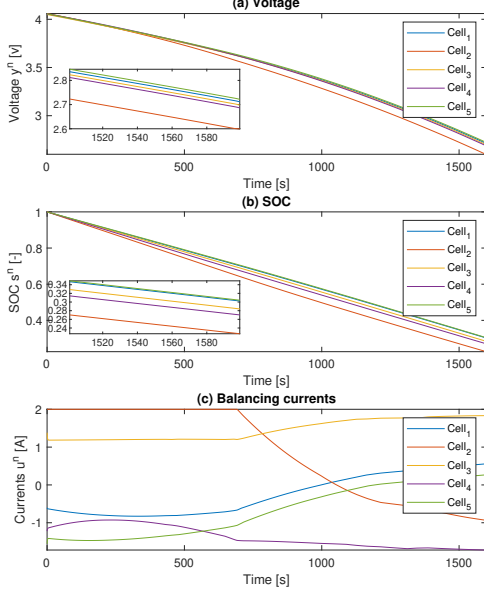 (a) Voltage
Voltage yⁿ [v]
4
3.5
3
2.8
2.7
2.6
1520 1540 1560 1580
Cell₁
Cell₂
Cell₃
Cell₄
Cell₅
0 500 1000 1500
Time [s]
(b) SOC
SOC sⁿ [-]
1
0.8
0.6
0.4
0.34
0.32
0.3
0.28
0.26
0.24
1520 1540 1560 1580
Cell₁
Cell₂
Cell₃
Cell₄
Cell₅
0 500 1000 1500
Time [s]
(c) Balancing currents
Currents uⁿ [A]
2
1
0
-1
Cell₁
Cell₂
Cell₃
Cell₄
Cell₅
0 500 1000 1500
Time [s]